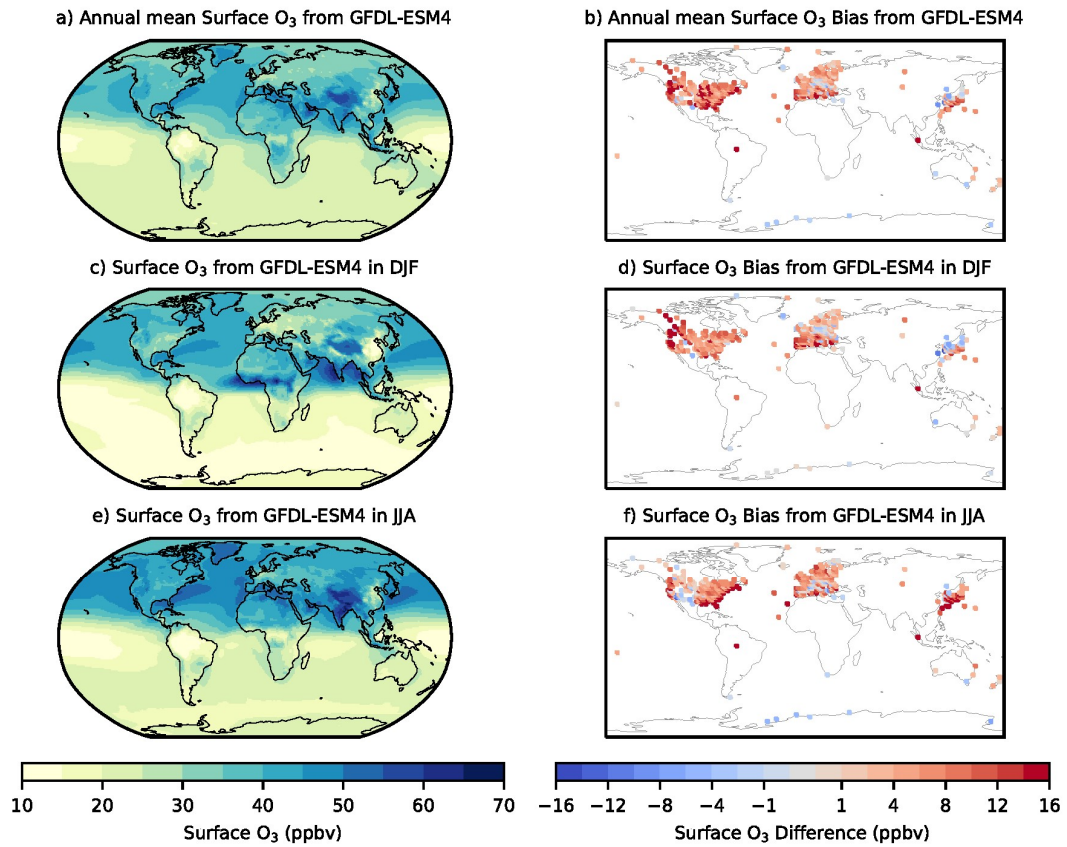 a) Annual mean Surface O₃ from GFDL-ESM4
b) Annual mean Surface O₃ Bias from GFDL-ESM4
c) Surface O₃ from GFDL-ESM4 in DJF
d) Surface O₃ Bias from GFDL-ESM4 in DJF
e) Surface O₃ from GFDL-ESM4 in JJA
f) Surface O₃ Bias from GFDL-ESM4 in JJA
10 20 30 40 50 60 70
Surface O₃ (ppbv)
−16 −12 −8 −4 −1 1 4 8 12 16
Surface O₃ Difference (ppbv)